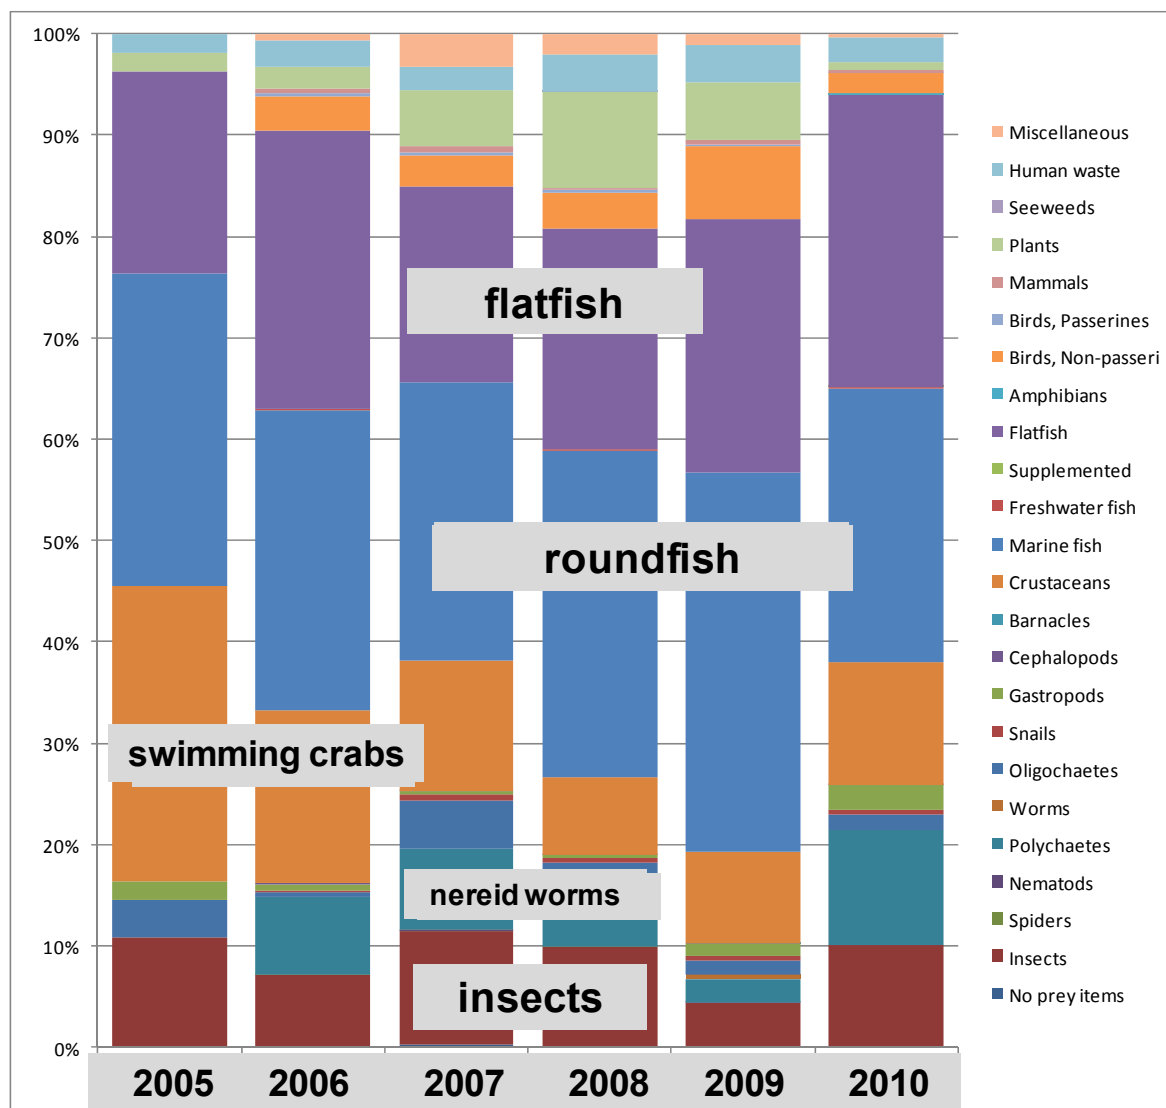 100%
90%
80%
70%
60%
50%
40%
30%
20%
10%
0%
flatfish
roundfish
swimming crabs
nereid worms
insects
2005 2006 2007 2008 2009 2010
Miscellaneous
Human waste
Seeweeds
Plants
Mammals
Birds, Passerines
Birds, Non-passeri
Amphibians
Flatfish
Supplemented
Freshwater fish
Marine fish
Crustaceans
Barnacles
Cephalopods
Gastropods
Snails
Oligochaetes
Worms
Polychaetes
Nematods
Spiders
Insects
No prey items